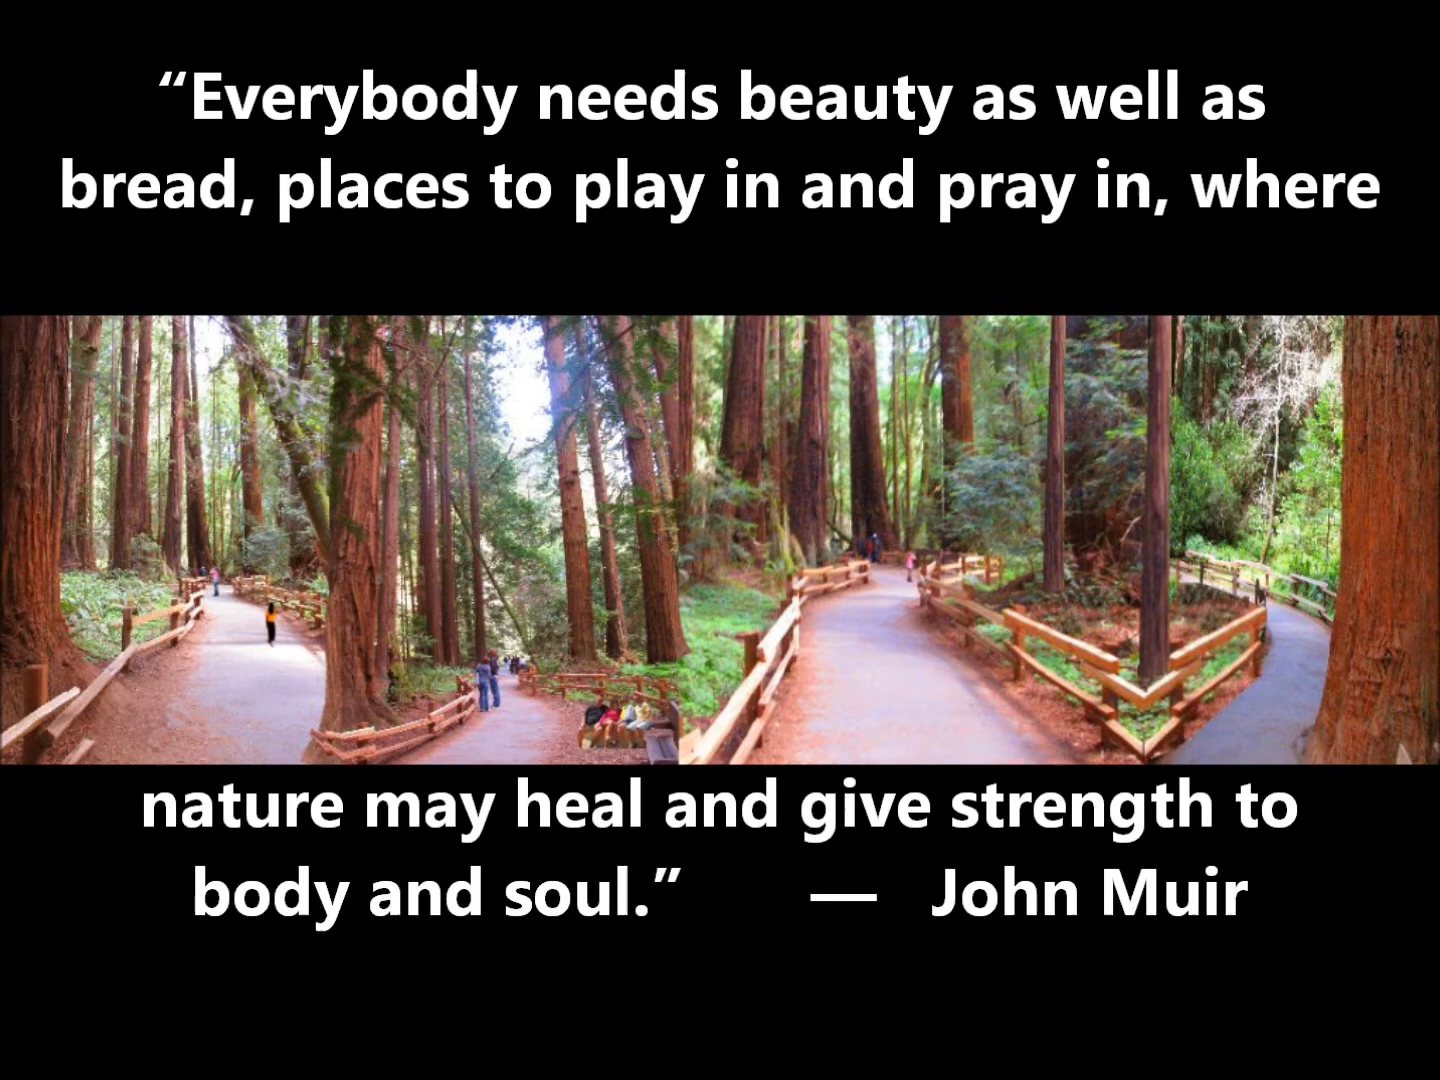 “Everybody needs beauty as well as
bread, places to play in and pray in, where
nature may heal and give strength to
body and soul.” — John Muir